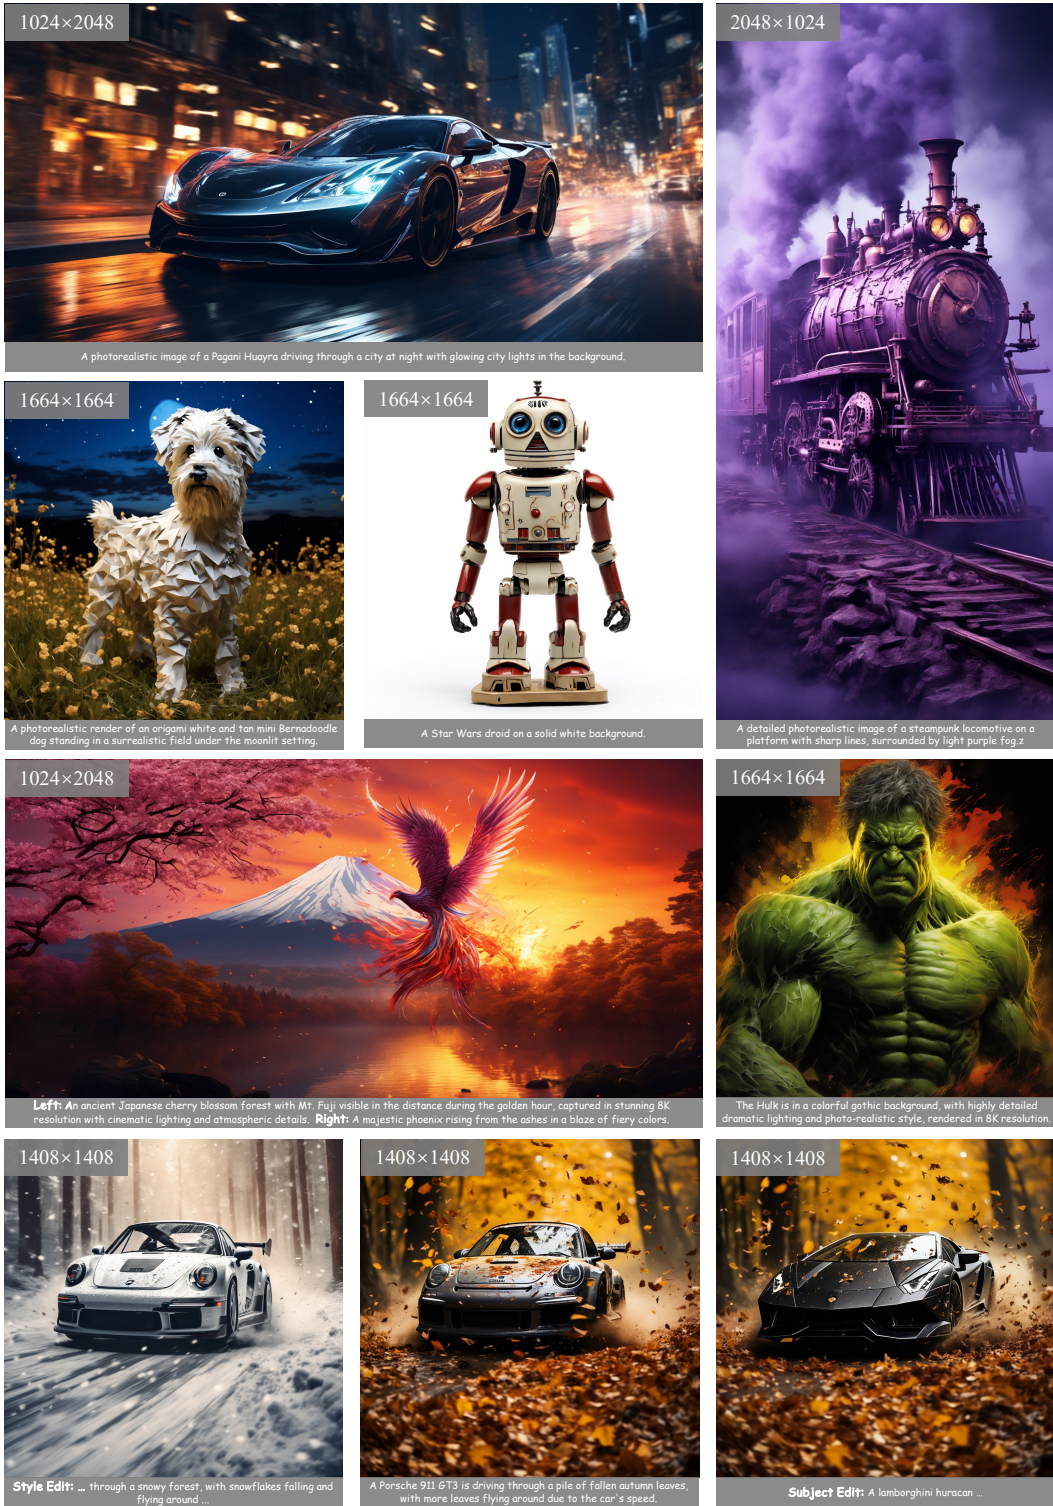 1024×2048
A photorealistic image of a Pagani Huayra driving through a city at night with glowing city lights in the background.
2048×1024
A detailed photorealistic image of a steampunk locomotive on a
platform with sharp lines, surrounded by light purple fog.z
1664×1664
A photorealistic render of an origami white and tan mini Bernadoodle
dog standing in a surrealistic field under the moonlit setting.
1664×1664
A Star Wars droid on a solid white background.
1024×2048
Left: An ancient Japanese cherry blossom forest with Mt. Fuji visible in the distance during the golden hour, captured in stunning 8K
resolution with cinematic lighting and atmospheric details. Right: A majestic phoenix rising from the ashes in a blaze of fiery colors.
1664×1664
The Hulk is in a colorful gothic background, with highly detailed
dramatic lighting and photo-realistic style, rendered in 8K resolution.
1408×1408
Style Edit: … through a snowy forest, with snowflakes falling and
flying around …
1408×1408
A Porsche 911 GT3 is driving through a pile of fallen autumn leaves,
with more leaves flying around due to the car's speed.
1408×1408
Subject Edit: A lamborghini huracan …